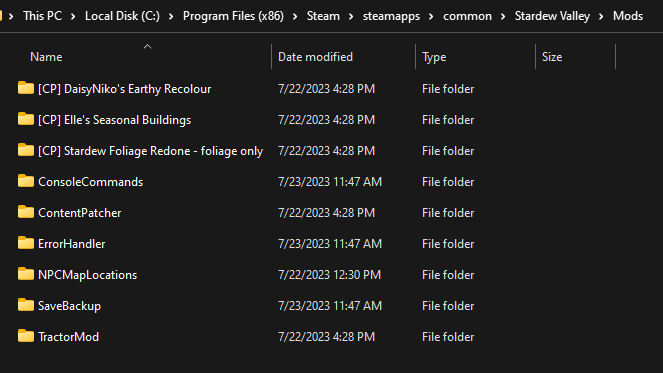 This PC > Local Disk (C:) > Program Files (x86) > Steam > steamapps > common > Stardew Valley > Mods
Name Date modified Type Size
[CP] DaisyNiko's Earthy Recolour 7/22/2023 4:28 PM File folder
[CP] Elle's Seasonal Buildings 7/22/2023 4:28 PM File folder
[CP] Stardew Foliage Redone - foliage only 7/22/2023 4:28 PM File folder
ConsoleCommands 7/23/2023 11:47 AM File folder
ContentPatcher 7/22/2023 4:28 PM File folder
ErrorHandler 7/23/2023 11:47 AM File folder
NPCMapLocations 7/22/2023 12:30 PM File folder
SaveBackup 7/23/2023 11:47 AM File folder
TractorMod 7/22/2023 4:28 PM File folder